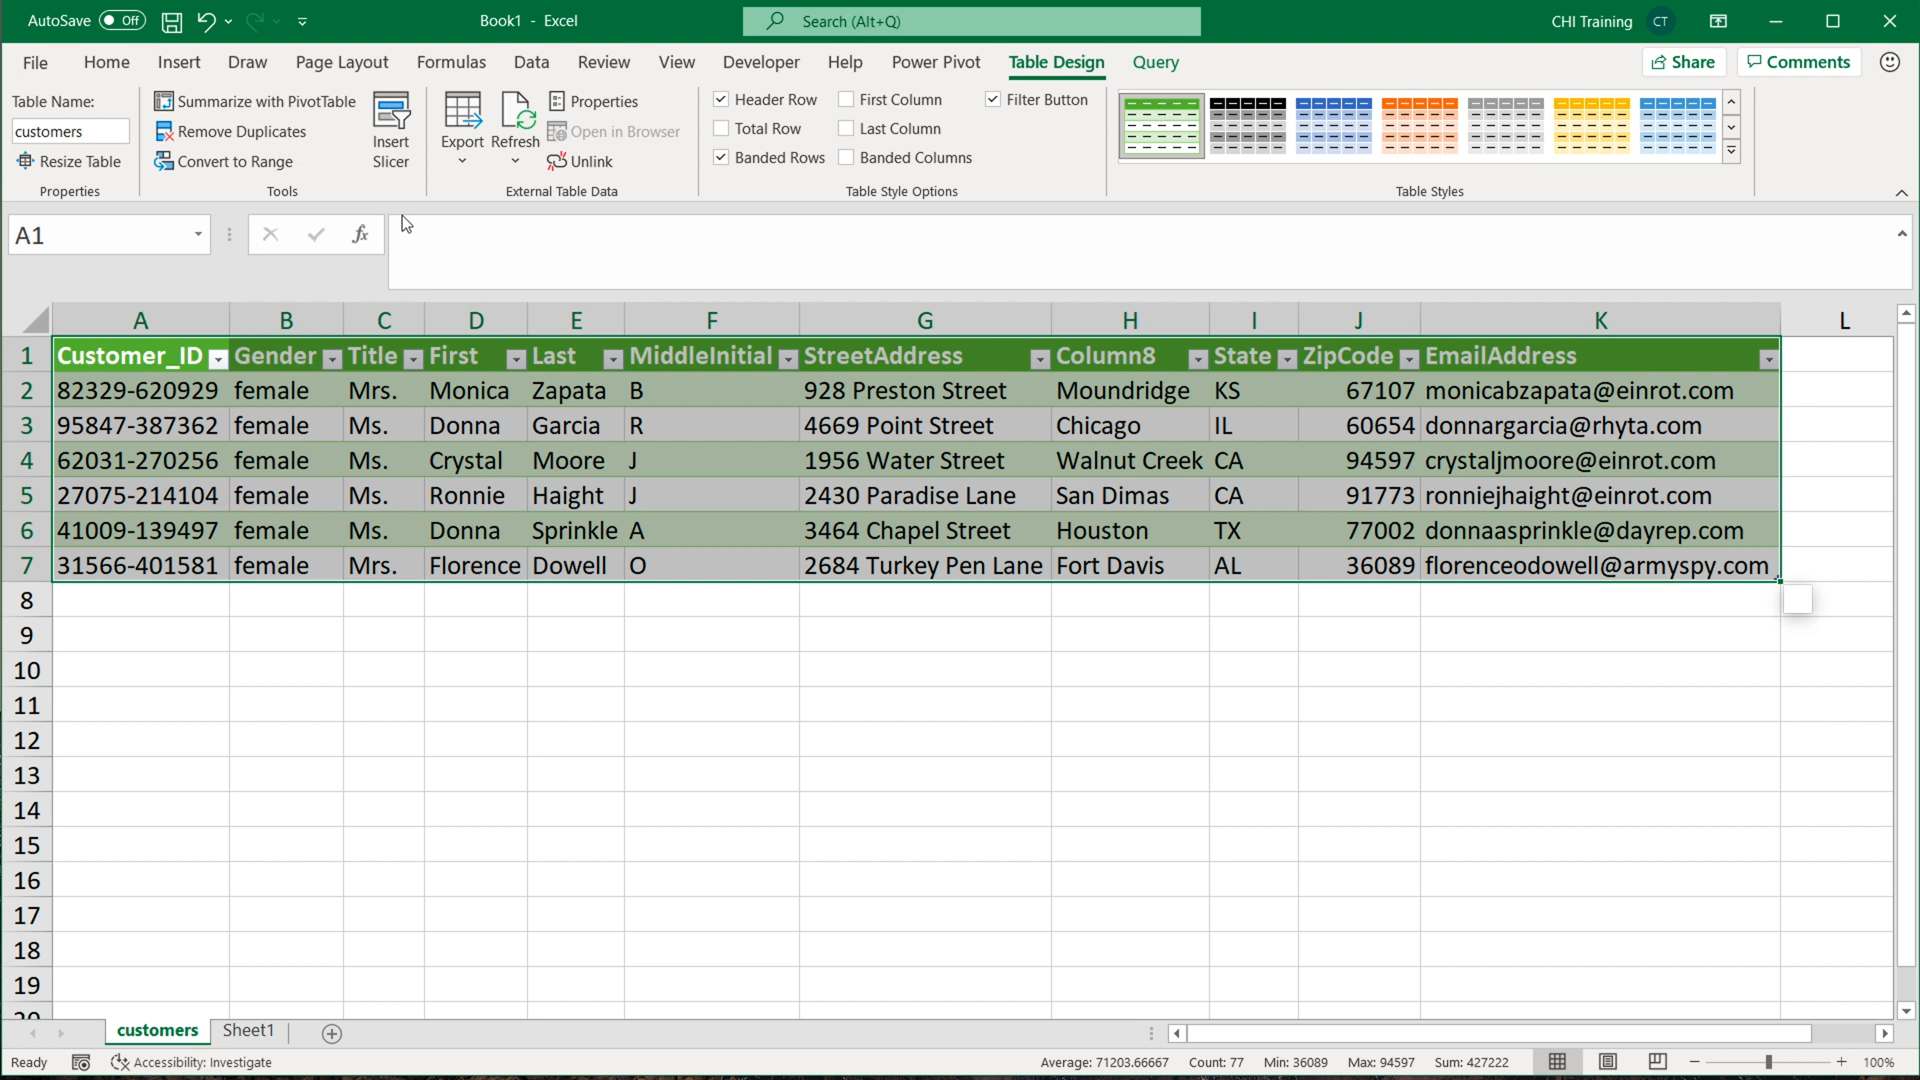 AutoSave Off Book1 - Excel Search (Alt+Q) CHI Training CT
File Home Insert Draw Page Layout Formulas Data Review View Developer Help Power Pivot Table Design Query Share Comments
Table Name:
customers
Resize Table
Properties
Summarize with PivotTable
Remove Duplicates
Convert to Range
Insert
Slicer
Tools
Export
Refresh
Properties
Open in Browser
Unlink
External Table Data
Header Row First Column Filter Button
Total Row Last Column
Banded Rows Banded Columns
Table Style Options
Table Styles
A1 fx
A B C D E F G H I J K L
1 Customer_ID Gender Title First Last MiddleInitial StreetAddress Column8 State ZipCode EmailAddress
2 82329-620929 female Mrs. Monica Zapata B 928 Preston Street Moundridge KS 67107 monicabzapata@einrot.com
3 95847-387362 female Ms. Donna Garcia R 4669 Point Street Chicago IL 60654 donnargarcia@rhyta.com
4 62031-270256 female Ms. Crystal Moore J 1956 Water Street Walnut Creek CA 94597 crystaljmoore@einrot.com
5 27075-214104 female Ms. Ronnie Haight J 2430 Paradise Lane San Dimas CA 91773 ronniejhaight@einrot.com
6 41009-139497 female Ms. Donna Sprinkle A 3464 Chapel Street Houston TX 77002 donnaasprinkle@dayrep.com
7 31566-401581 female Mrs. Florence Dowell O 2684 Turkey Pen Lane Fort Davis AL 36089 florenceodowell@armyspy.com
8
9
10
11
12
13
14
15
16
17
18
19
20
customers Sheet1
Ready Accessibility: Investigate Average: 71203.66667 Count: 77 Min: 36089 Max: 94597 Sum: 427222 100%